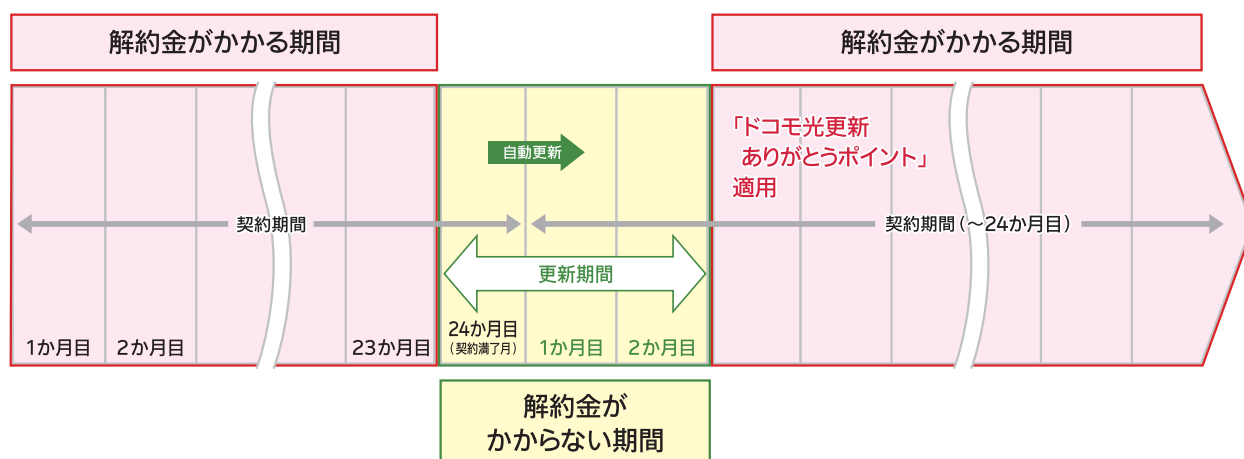 解約金がかかる期間
解約金がかかる期間
「ドコモ光更新
ありがとうポイント」
適用
自動更新
契約期間
契約期間(～24か月目)
更新期間
1か月目
2か月目
23か月目
24か月目
(契約満了月)
1か月目
2か月目
解約金が
かからない期間